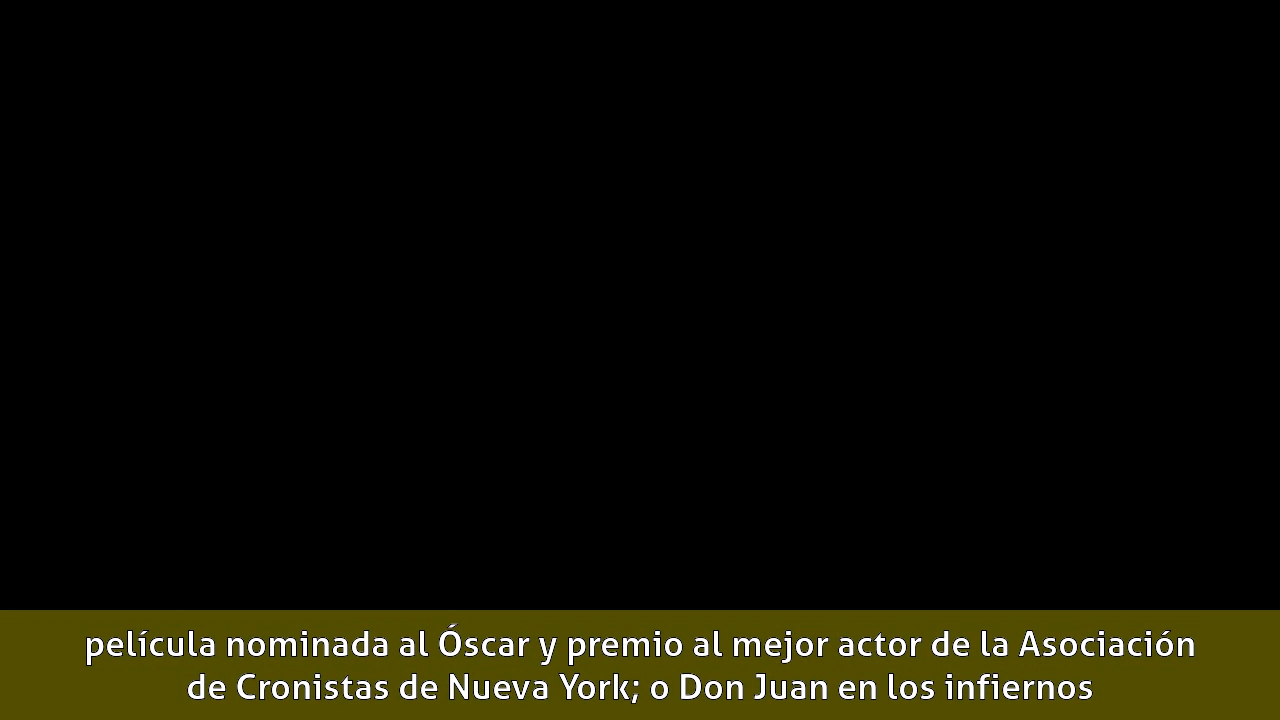 película nominada al Óscar y premio al mejor actor de la Asociación
de Cronistas de Nueva York; o Don Juan en los infiernos